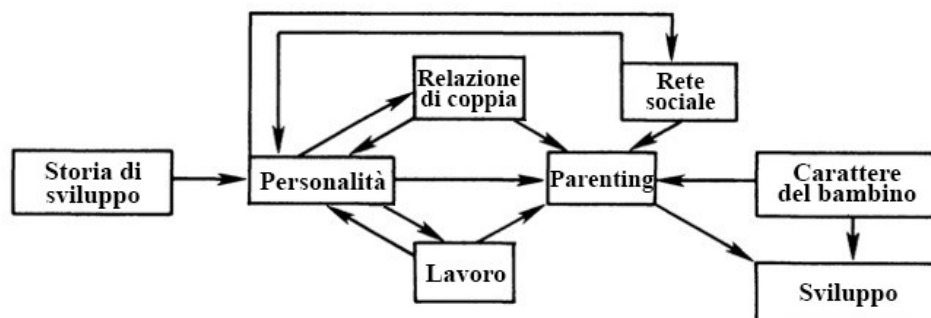 Relazione
di coppia
Rete
sociale
Storia di
sviluppo
Personalità
Parenting
Carattere
del bambino
Lavoro
Sviluppo